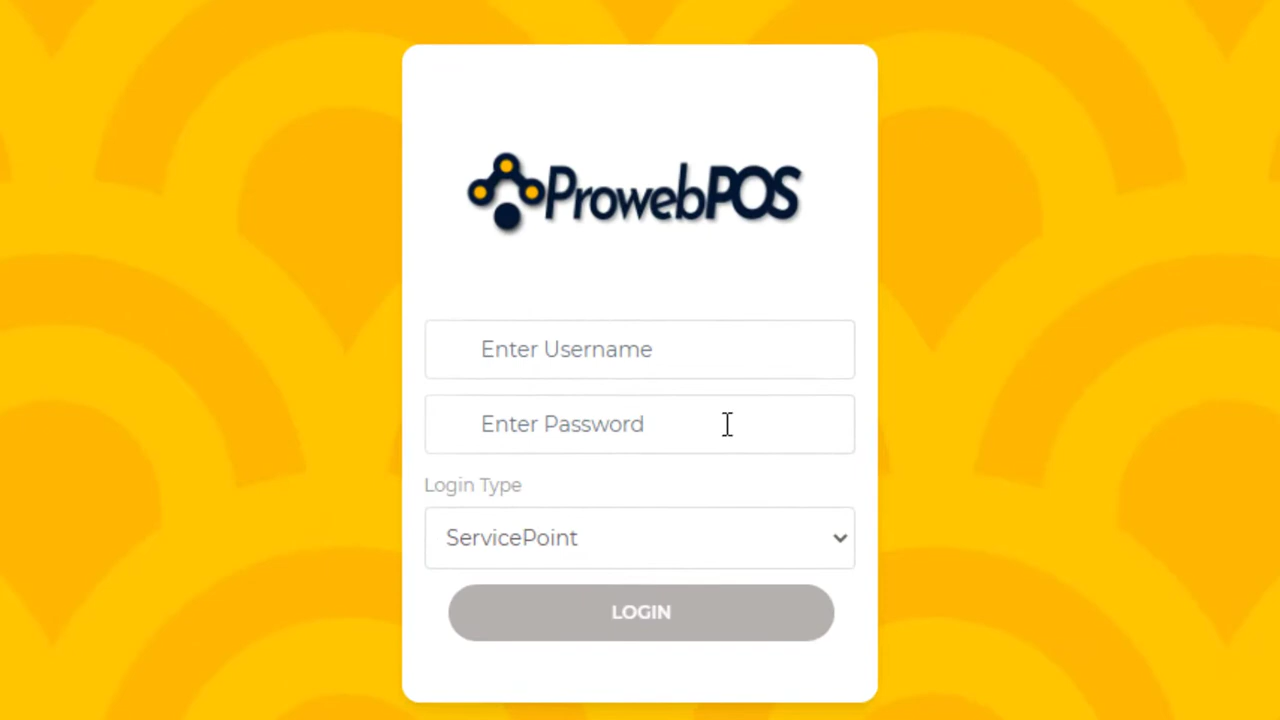 ProwebPOS
Enter Username
Enter Password
Login Type
ServicePoint
LOGIN